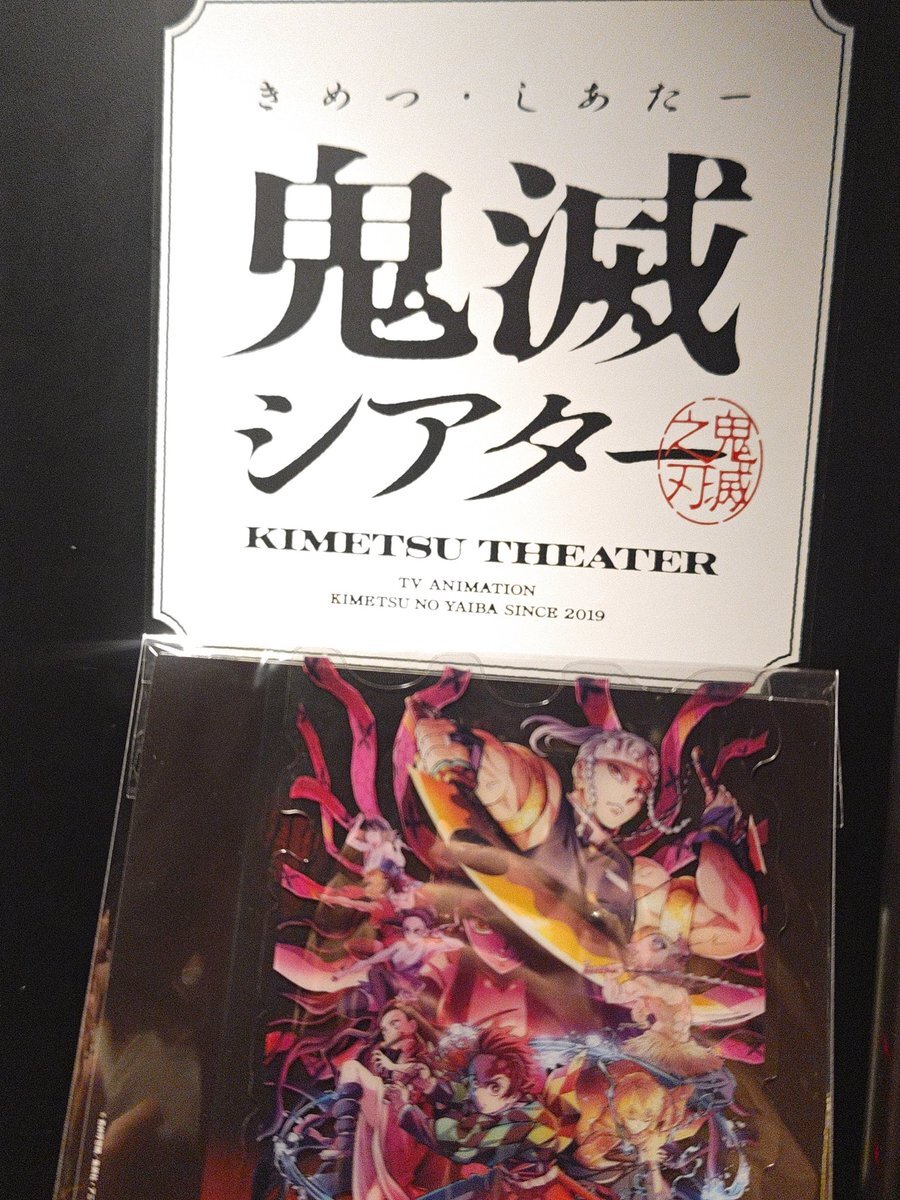 きめつ・しあたー
鬼滅
シアター
鬼滅之刃
KIMETSU THEATER
TV ANIMATION
KIMETSU NO YAIBA SINCE 2019